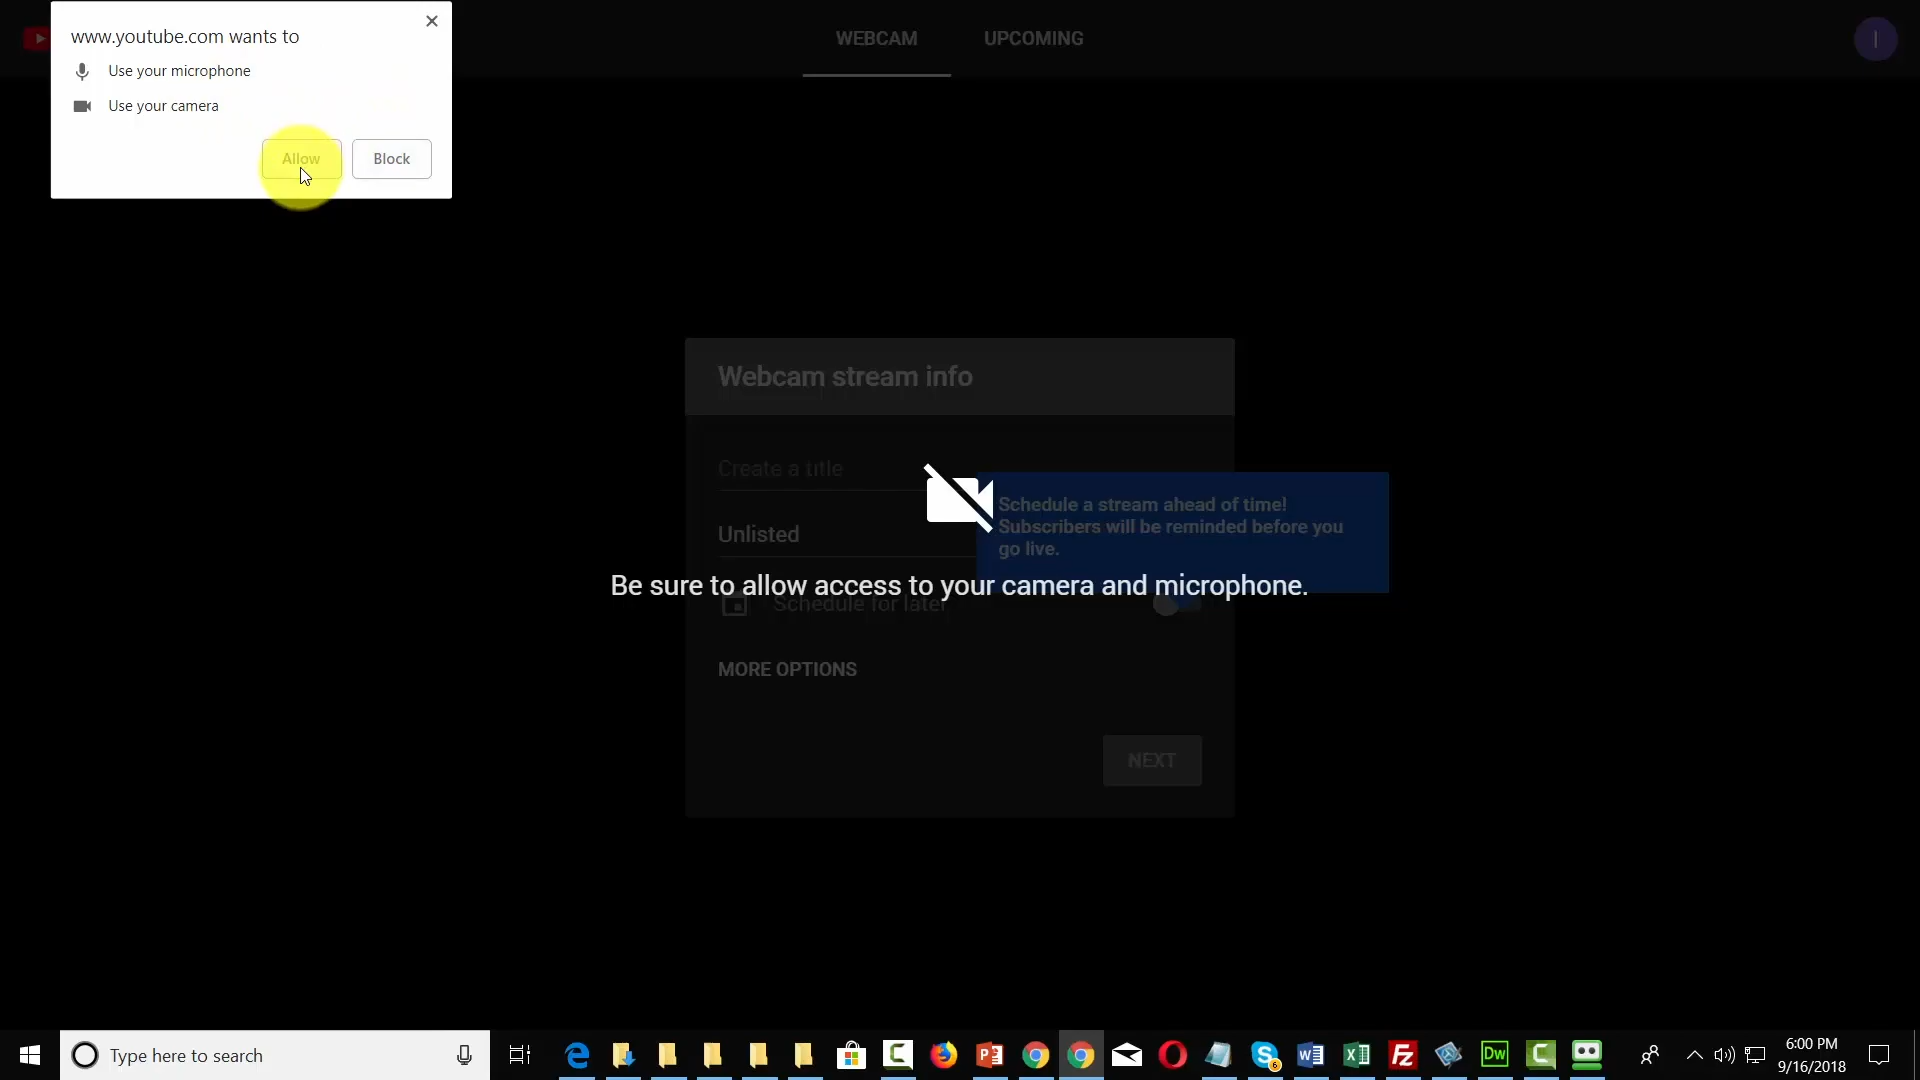 www.youtube.com wants to
Use your microphone
Use your camera
Allow
Block
WEBCAM
UPCOMING
I
Webcam stream info
Create a title
Schedule a stream ahead of time!
Subscribers will be reminded before you
go live.
Unlisted
Be sure to allow access to your camera and microphone.
Schedule for later
MORE OPTIONS
NEXT
Type here to search
Dw
6
6:00 PM
9/16/2018